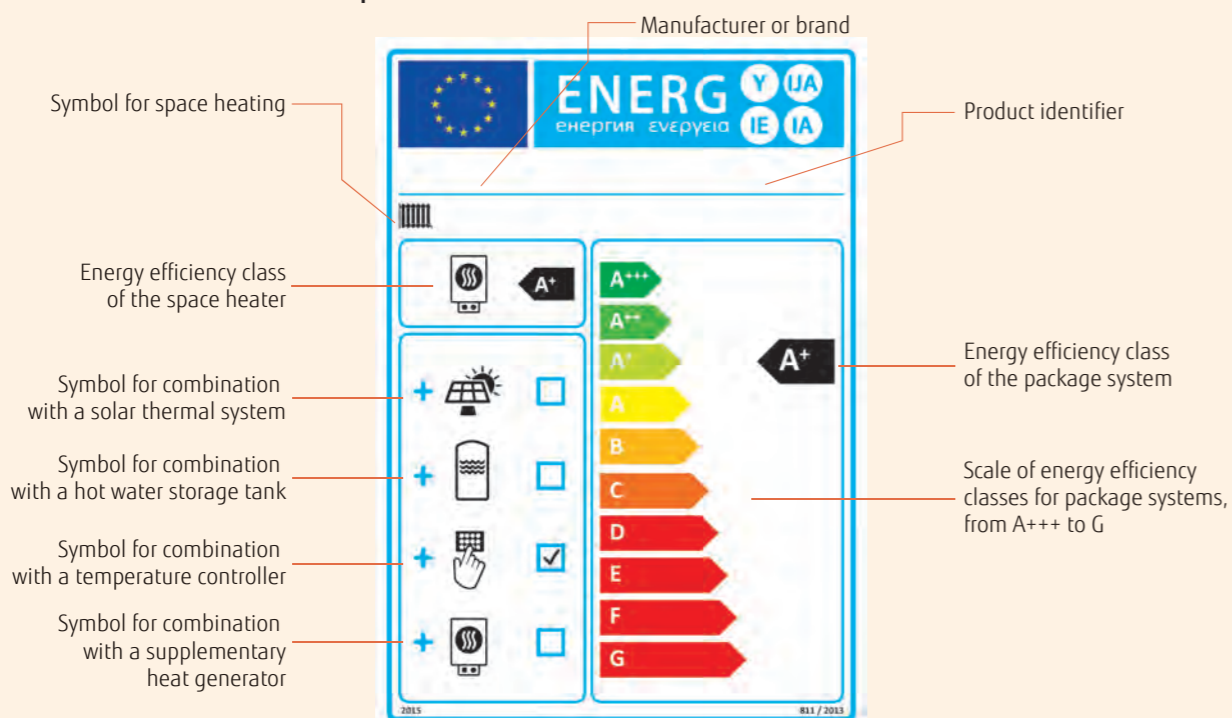 Manufacturer or brand
Symbol for space heating
Product identifier
ENERG Y IJA
енергия ενεργεια IE IA
Energy efficiency class
of the space heater
A⁺
A⁺⁺⁺
A⁺⁺
A⁺
A
B
C
D
E
F
G
A⁺
Energy efficiency class
of the package system
Symbol for combination
with a solar thermal system
+
Symbol for combination
with a hot water storage tank
+
Scale of energy efficiency
classes for package systems,
from A+++ to G
Symbol for combination
with a temperature controller
+
Symbol for combination
with a supplementary
heat generator
+
2015
811 / 2013